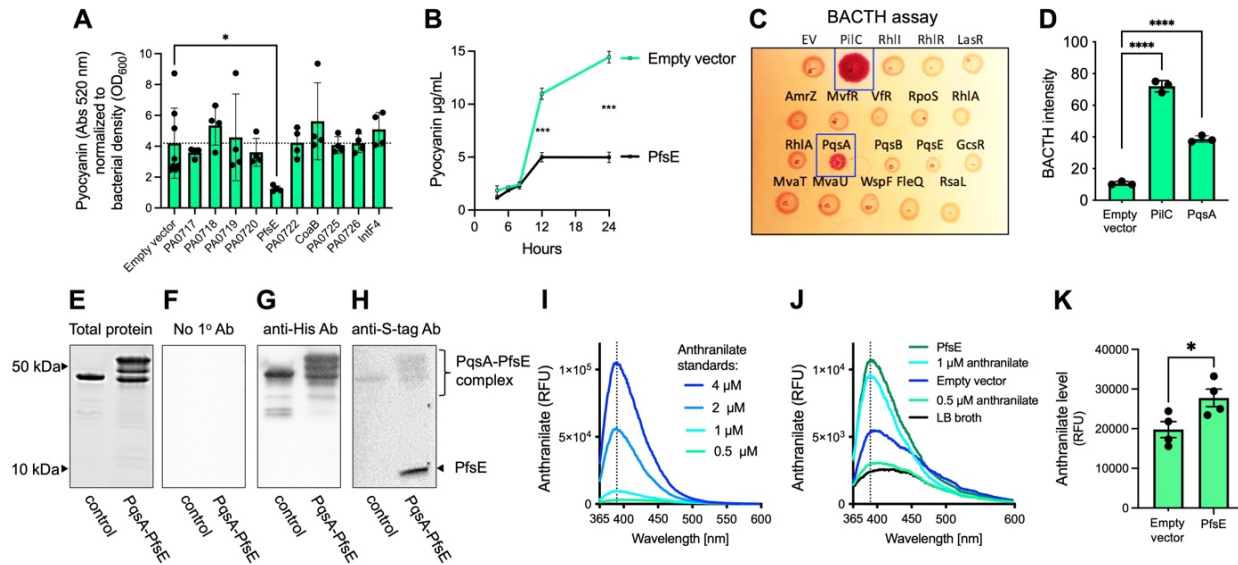 A
Pyocyanin (Abs 520 nm)
normalized to
bacterial density (OD600)
10
8
6
4
2
0
*
Empty vector
PA0717
PA0718
PA0719
PA0720
PfsE
PA0722
CoaB
PA0725
PA0726
IntF4
B
Pyocyanin µg/mL
15
10
5
0
0 4 8 12 16 20 24
Hours
***
***
Empty vector
PfsE
C
BACTH assay
EV PilC RhlI RhlR LasR
AmrZ MvfR VfR RpoS RhlA
RhlA PqsA PqsB PqsE GcsR
MvaT MvaU WspF FleQ RsaL
D
BACTH intensity
100
80
60
40
20
0
****
****
Empty
vector
PilC
PqsA
E
Total protein
50 kDa
10 kDa
control
PqsA-PfsE
F
No 1o Ab
control
PqsA-PfsE
G
anti-His Ab
control
PqsA-PfsE
H
anti-S-tag Ab
control
PqsA-PfsE
PqsA-PfsE
complex
PfsE
I
Anthranilate (RFU)
1×10⁵
5×10⁴
0
365 400 450 500 550 600
Wavelength [nm]
Anthranilate
standards:
4 µM
2 µM
1 µM
0.5 µM
J
Anthranilate (RFU)
1×10⁴
5×10³
0
365 400 450 600
Wavelength [nm]
PfsE
1 µM anthranilate
Empty vector
0.5 µM anthranilate
LB broth
K
Anthranilate level
(RFU)
40000
30000
20000
10000
0
*
Empty
vector
PfsE